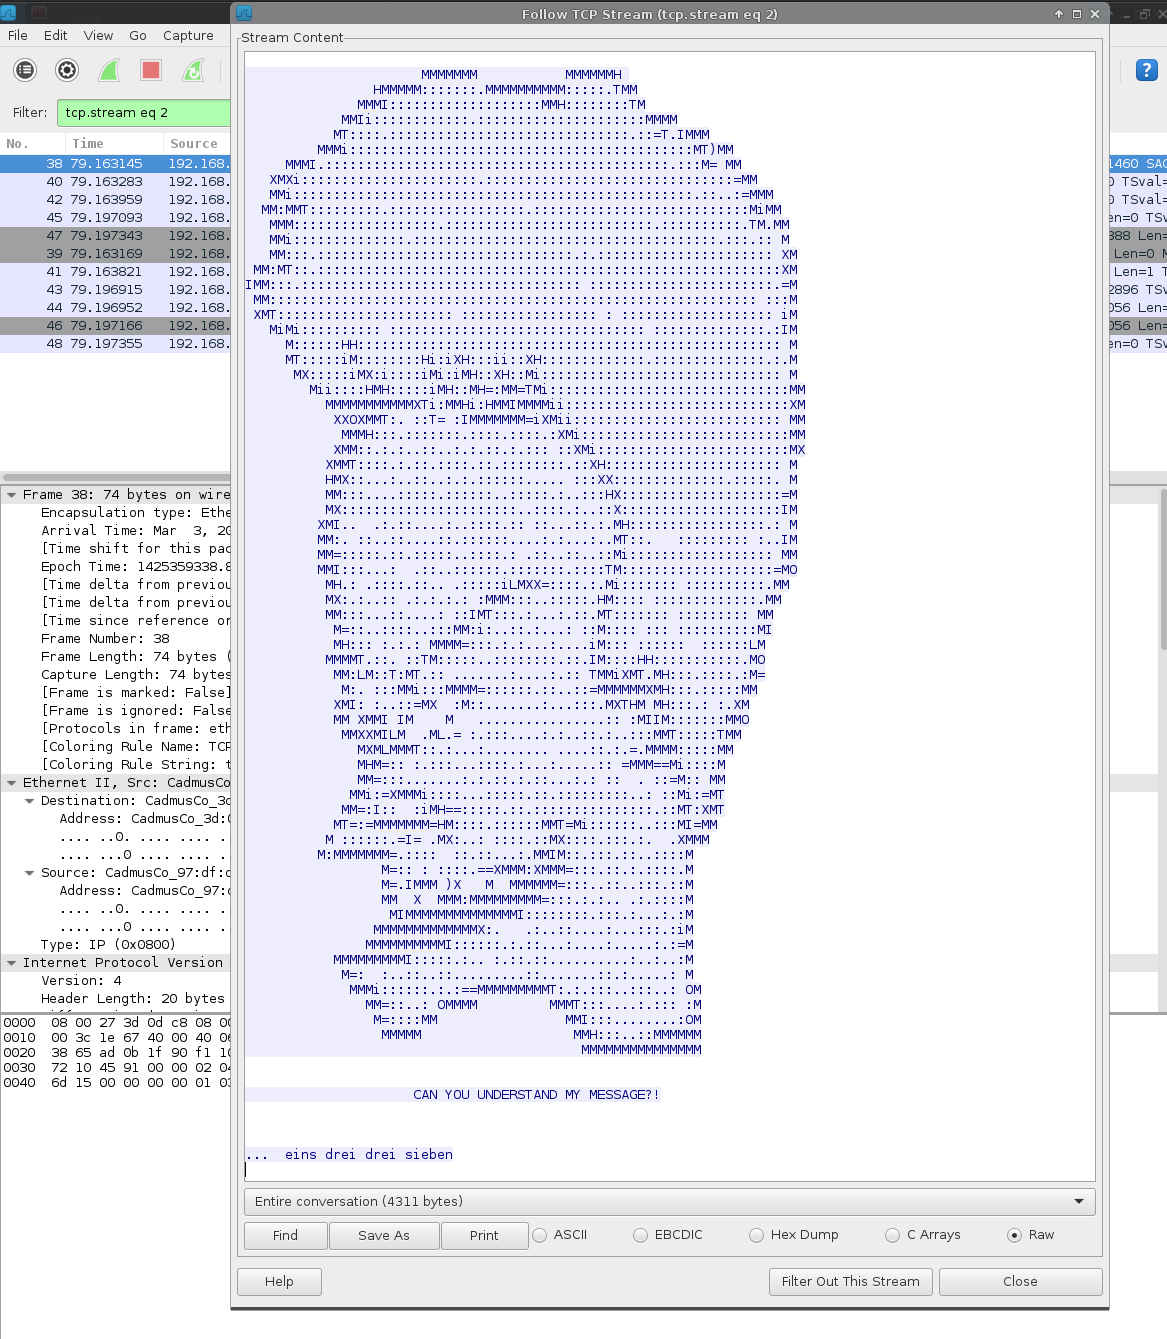 Follow TCP Stream (tcp.stream eq 2)
File Edit View Go Capture
Filter: tcp.stream eq 2
No. Time Source
38 79.163145 192.168. 1460 SAC
40 79.163283 192.168. 0 TSval=
42 79.163959 192.168. 0 TSval=
45 79.197093 192.168. en=0 TSv
47 79.197343 192.168. 888 Len=
39 79.163169 192.168. Len=0 M
41 79.163821 192.168. Len=1 T
43 79.196915 192.168. 2896 TSv
44 79.196952 192.168. 056 Len=
46 79.197166 192.168. 056 Len=
48 79.197355 192.168. en=0 TSv
Frame 38: 74 bytes on wire
Encapsulation type: Ethe
Arrival Time: Mar 3, 20
[Time shift for this pac
Epoch Time: 1425359338.8
[Time delta from previou
[Time delta from previou
[Time since reference or
Frame Number: 38
Frame Length: 74 bytes (
Capture Length: 74 bytes
[Frame is marked: False]
[Frame is ignored: False
[Protocols in frame: eth
[Coloring Rule Name: TCP
[Coloring Rule String: t
Ethernet II, Src: CadmusCo
Destination: CadmusCo_3d
Address: CadmusCo_3d:0
.... ..0. .... .... ..
.... ...0 .... .... ..
Source: CadmusCo_97:df:c
Address: CadmusCo_97:c
.... ..0. .... .... ..
.... ...0 .... .... ..
Type: IP (0x0800)
Internet Protocol Version
Version: 4
Header Length: 20 bytes
0000 08 00 27 3d 0d c8 08 00
0010 00 3c 1e 67 40 00 40 06
0020 38 65 ad 0b 1f 90 f1 10
0030 72 10 45 91 00 00 02 04
0040 6d 15 00 00 00 00 01 03
Stream Content
CAN YOU UNDERSTAND MY MESSAGE?!
... eins drei drei sieben
Entire conversation (4311 bytes)
Find Save As Print ASCII EBCDIC Hex Dump C Arrays Raw
Help Filter Out This Stream Close